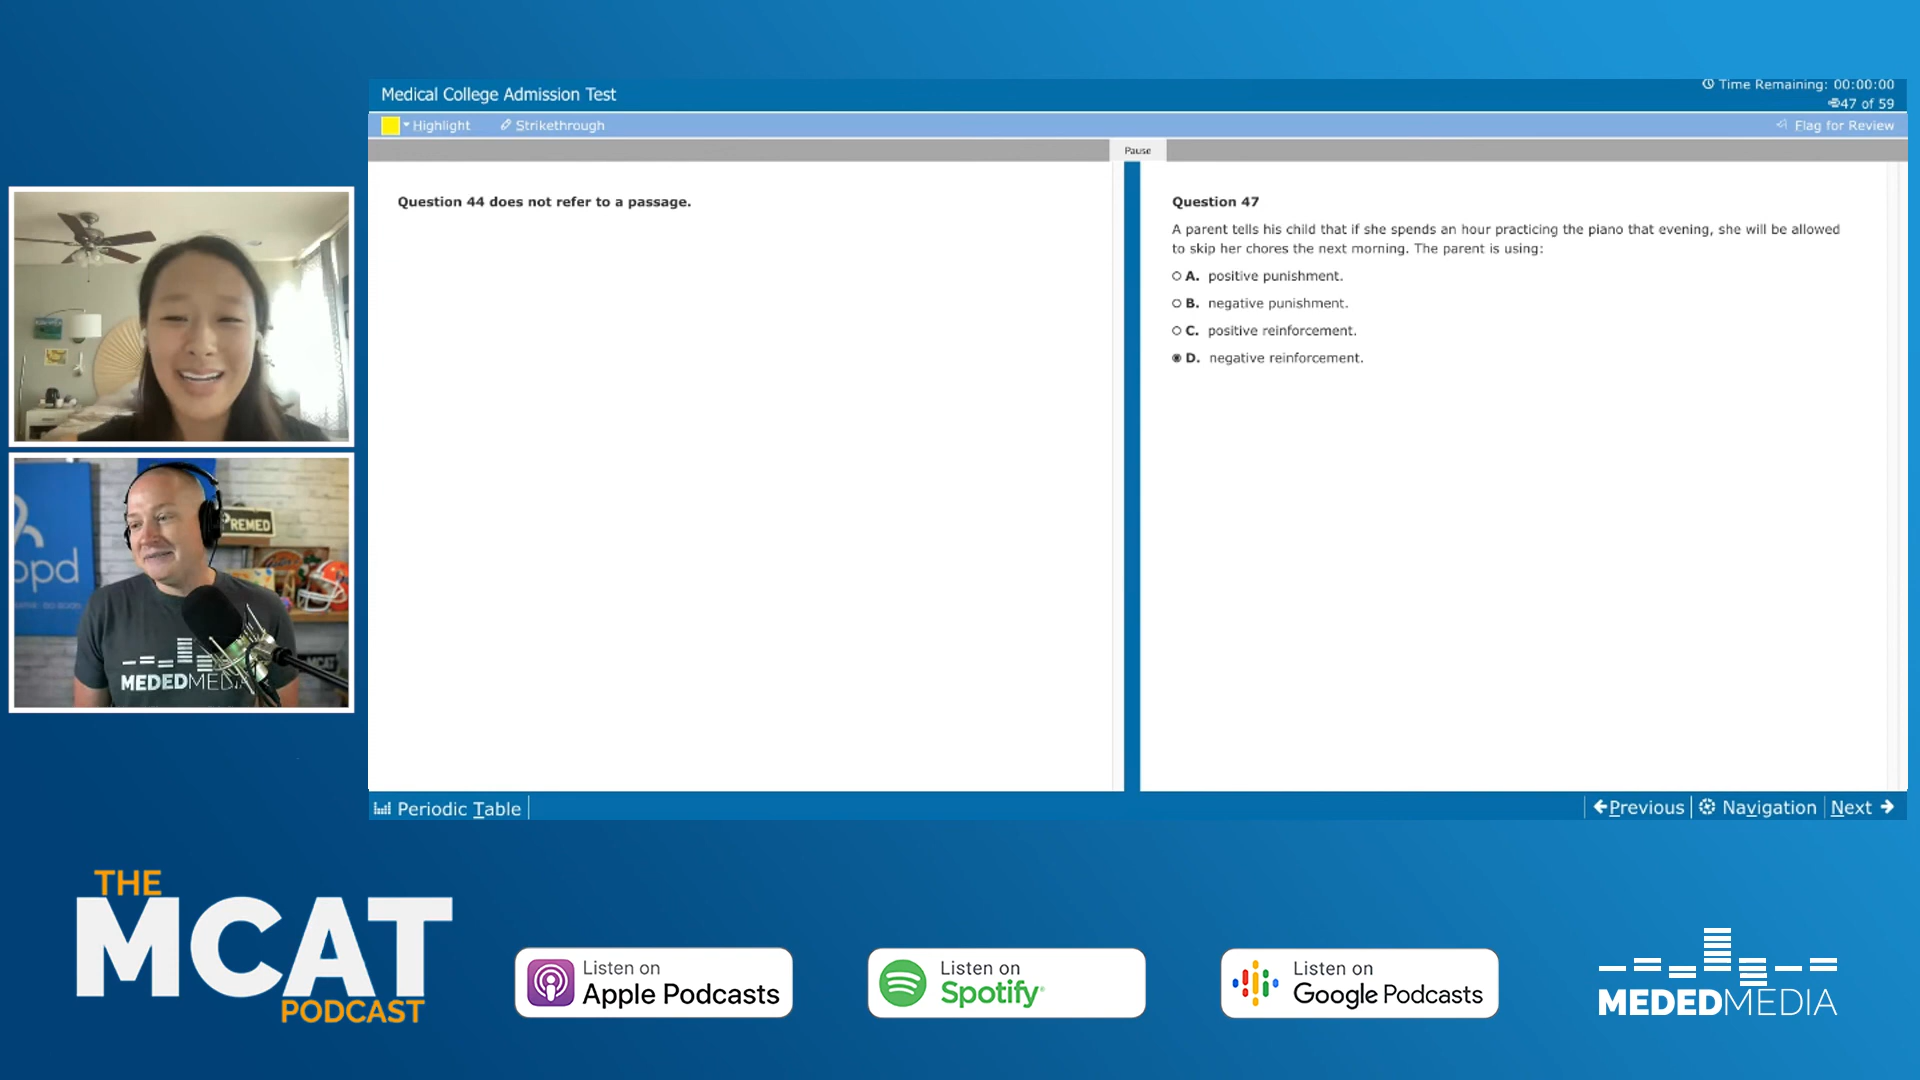 Medical College Admission Test
Time Remaining: 00:00:00
47 of 59
Highlight
Strikethrough
Flag for Review
Pause
Question 44 does not refer to a passage.
Question 47
A parent tells his child that if she spends an hour practicing the piano that evening, she will be allowed
to skip her chores the next morning. The parent is using:
A. positive punishment.
B. negative punishment.
C. positive reinforcement.
D. negative reinforcement.
PREMED
ppd
MCAT
MEDEDMEDIA
Periodic Table
Previous
Navigation
Next
THE
MCAT
PODCAST
Listen on
Apple Podcasts
Listen on
Spotify
Listen on
Google Podcasts
MEDEDMEDIA